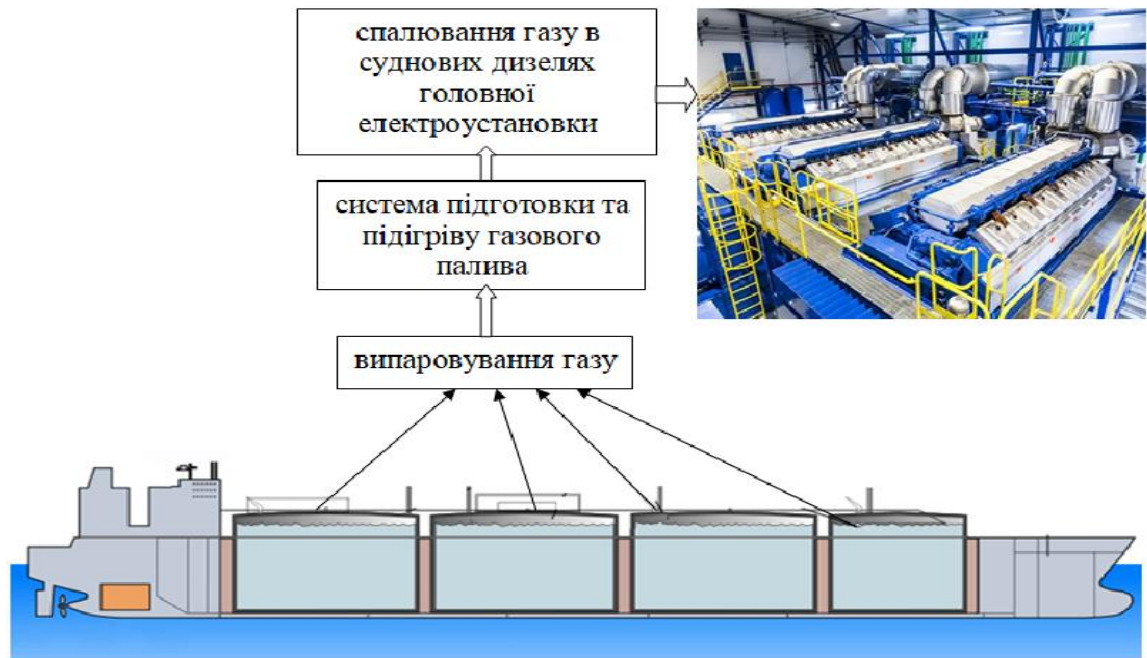 спалювання газу в
суднових дизелях
головної
електроустановки
система підготовки та
підігріву газового
палива
випаровування газу